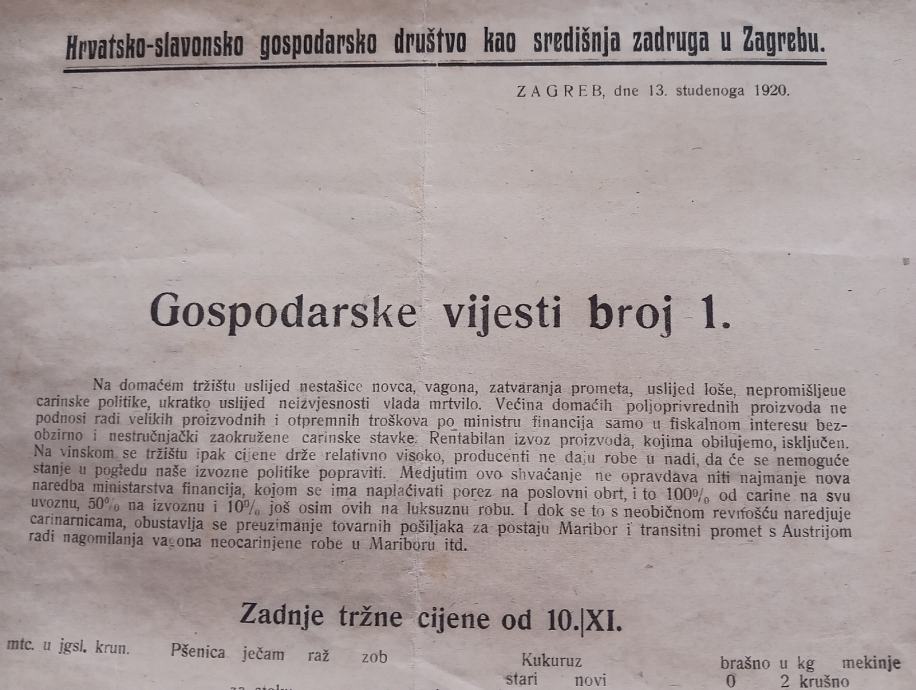 Hrvatsko-slavonsko gospodarsko društvo kao središnja zadruga u Zagrebu.
ZAGREB, dne 13. studenoga 1920.
Gospodarske vijesti broj 1.
Na domaćem tržištu uslijed nestašice novca, vagona, zatvaranja prometa, uslijed loše, nepromišljeue
carinske politike, ukratko uslijed neizvjesnosti vlada mrtvilo. Većina domaćih poljoprivrednih proizvoda ne
podnosi radi velikih proizvodnih i otpremnih troškova po ministru financija samo u fiskalnom interesu bez-
obzirno i nestručnjački zaokružene carinske stavke. Rentabilan izvoz proizvoda, kojima obilujemo, isključen.
Na vinskom se tržištu ipak cijene drže relativno visoko, producenti ne daju robe u nadi, da će se nemoguće
stanje u pogledu naše izvozne politike popraviti. Medjutim ovo shvaćanje ne opravdava niti najmanje nova
naredba ministarstva financija, kojom se ima naplaćivati porez na poslovni obrt, i to 100% od carine na svu
uvoznu, 50% na izvoznu i 10% još osim ovih na luksuznu robu. I dok se to s neobičnom revnošću naredjuje
carinarnicama, obustavlja se preuzimanje tovarnih pošiljaka za postaju Maribor i transitni promet s Austrijom
radi nagomilanja vagona neocarinjene robe u Mariboru itd.
Zadnje tržne cijene od 10.|XI.
mtc. u jgsl. krun. Pšenica ječam raž zob Kukuruz brašno u kg mekinje
stari novi 0 2 krušno